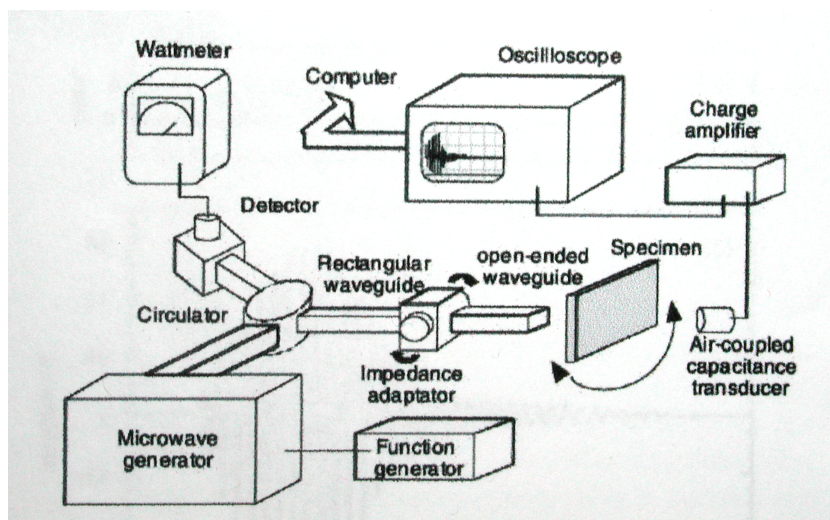 Wattmeter
Oscilloscope
Computer
Charge
amplifier
Detector
Specimen
open-ended
waveguide
Rectangular
waveguide
Circulator
Air-coupled
capacitance
transducer
Impedance
adaptator
Microwave
generator
Function
generator